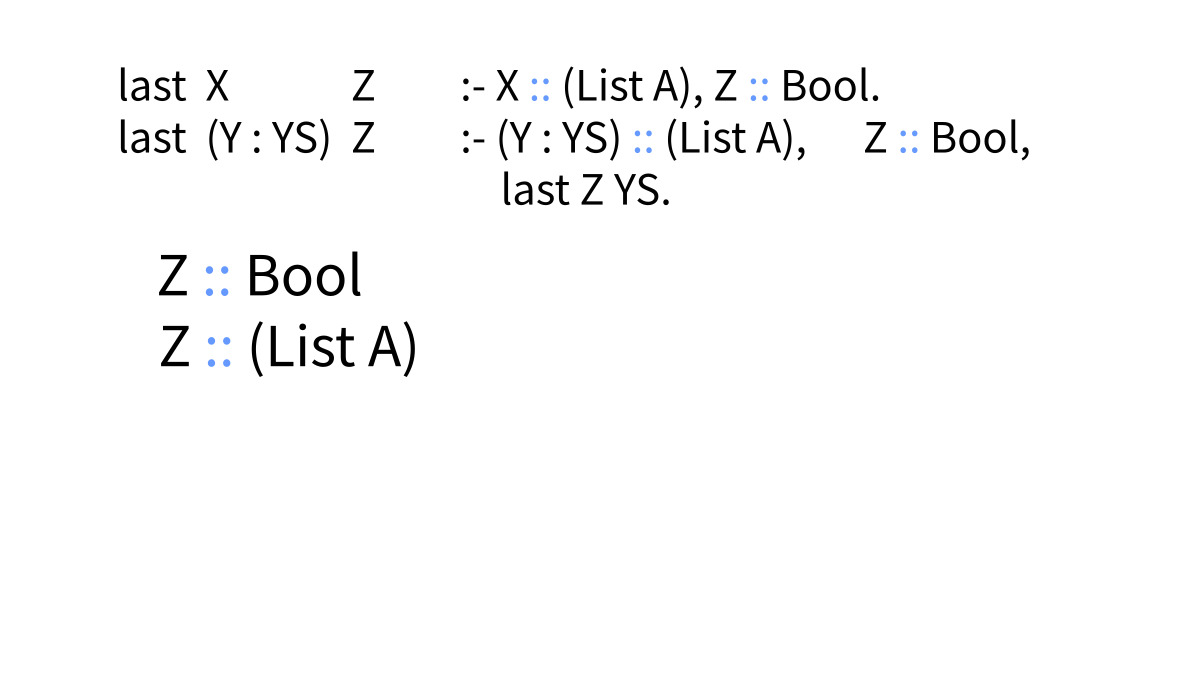 last X Z :- X :: (List A), Z :: Bool.
last (Y : YS) Z :- (Y : YS) :: (List A), Z :: Bool,
last Z YS.
Z :: Bool
Z :: (List A)